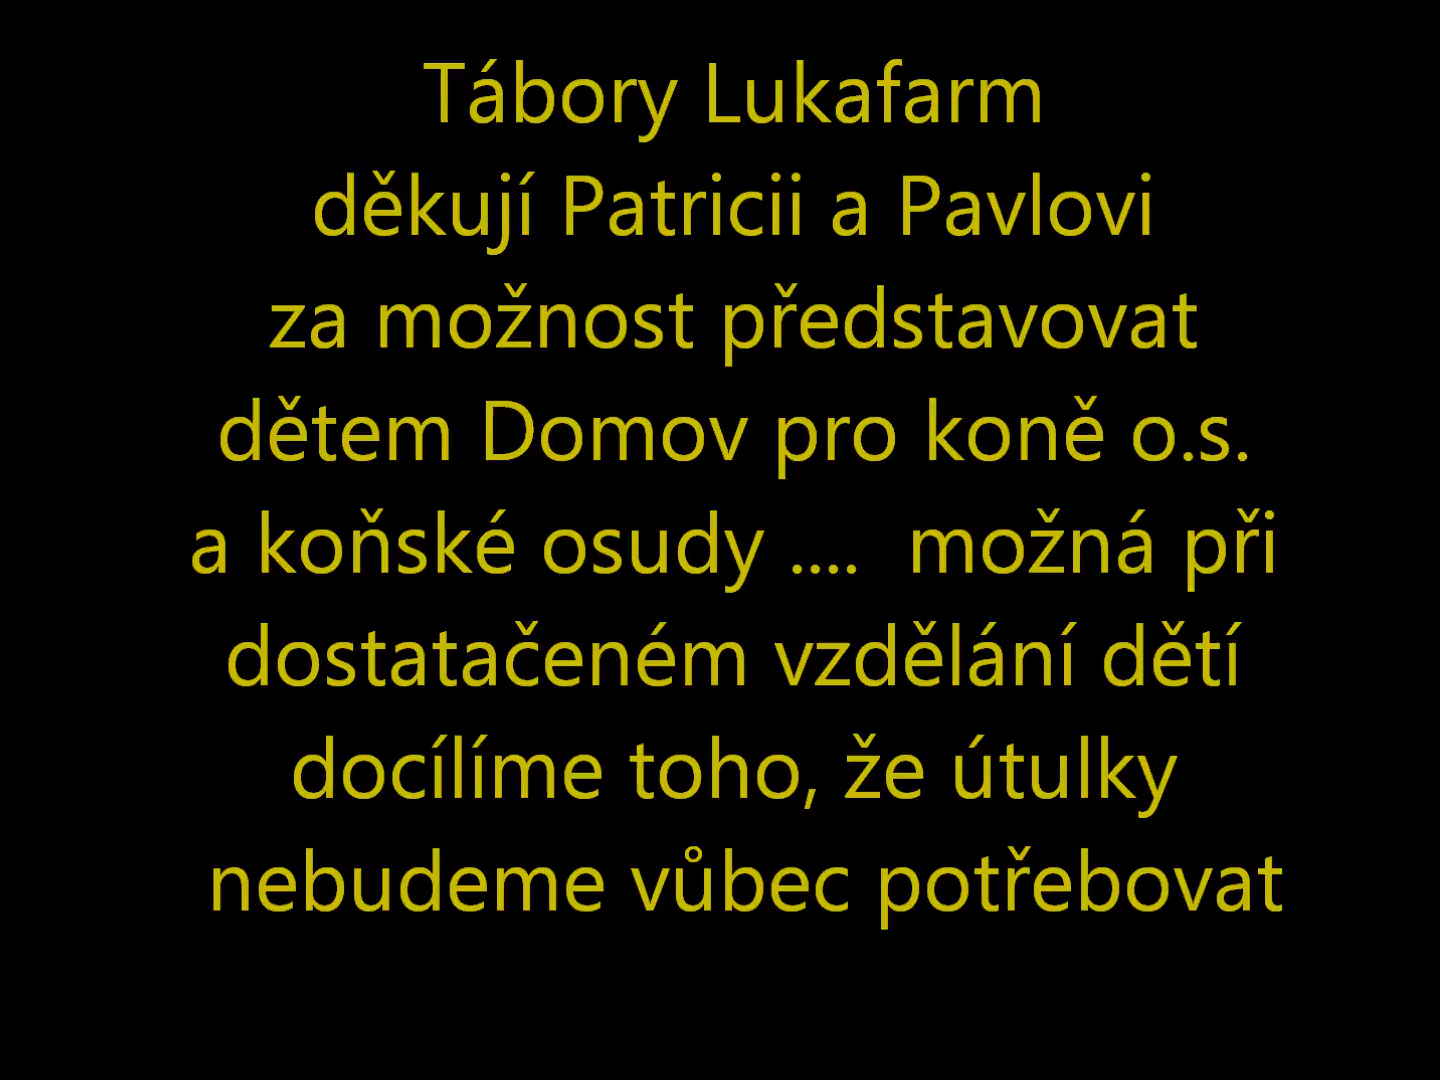 Tábory Lukafarm
děkují Patricii a Pavlovi
za možnost představovat
dětem Domov pro koně o.s.
a koňské osudy .... možná při
dostatačeném vzdělání dětí
docílíme toho, že útulky
nebudeme vůbec potřebovat